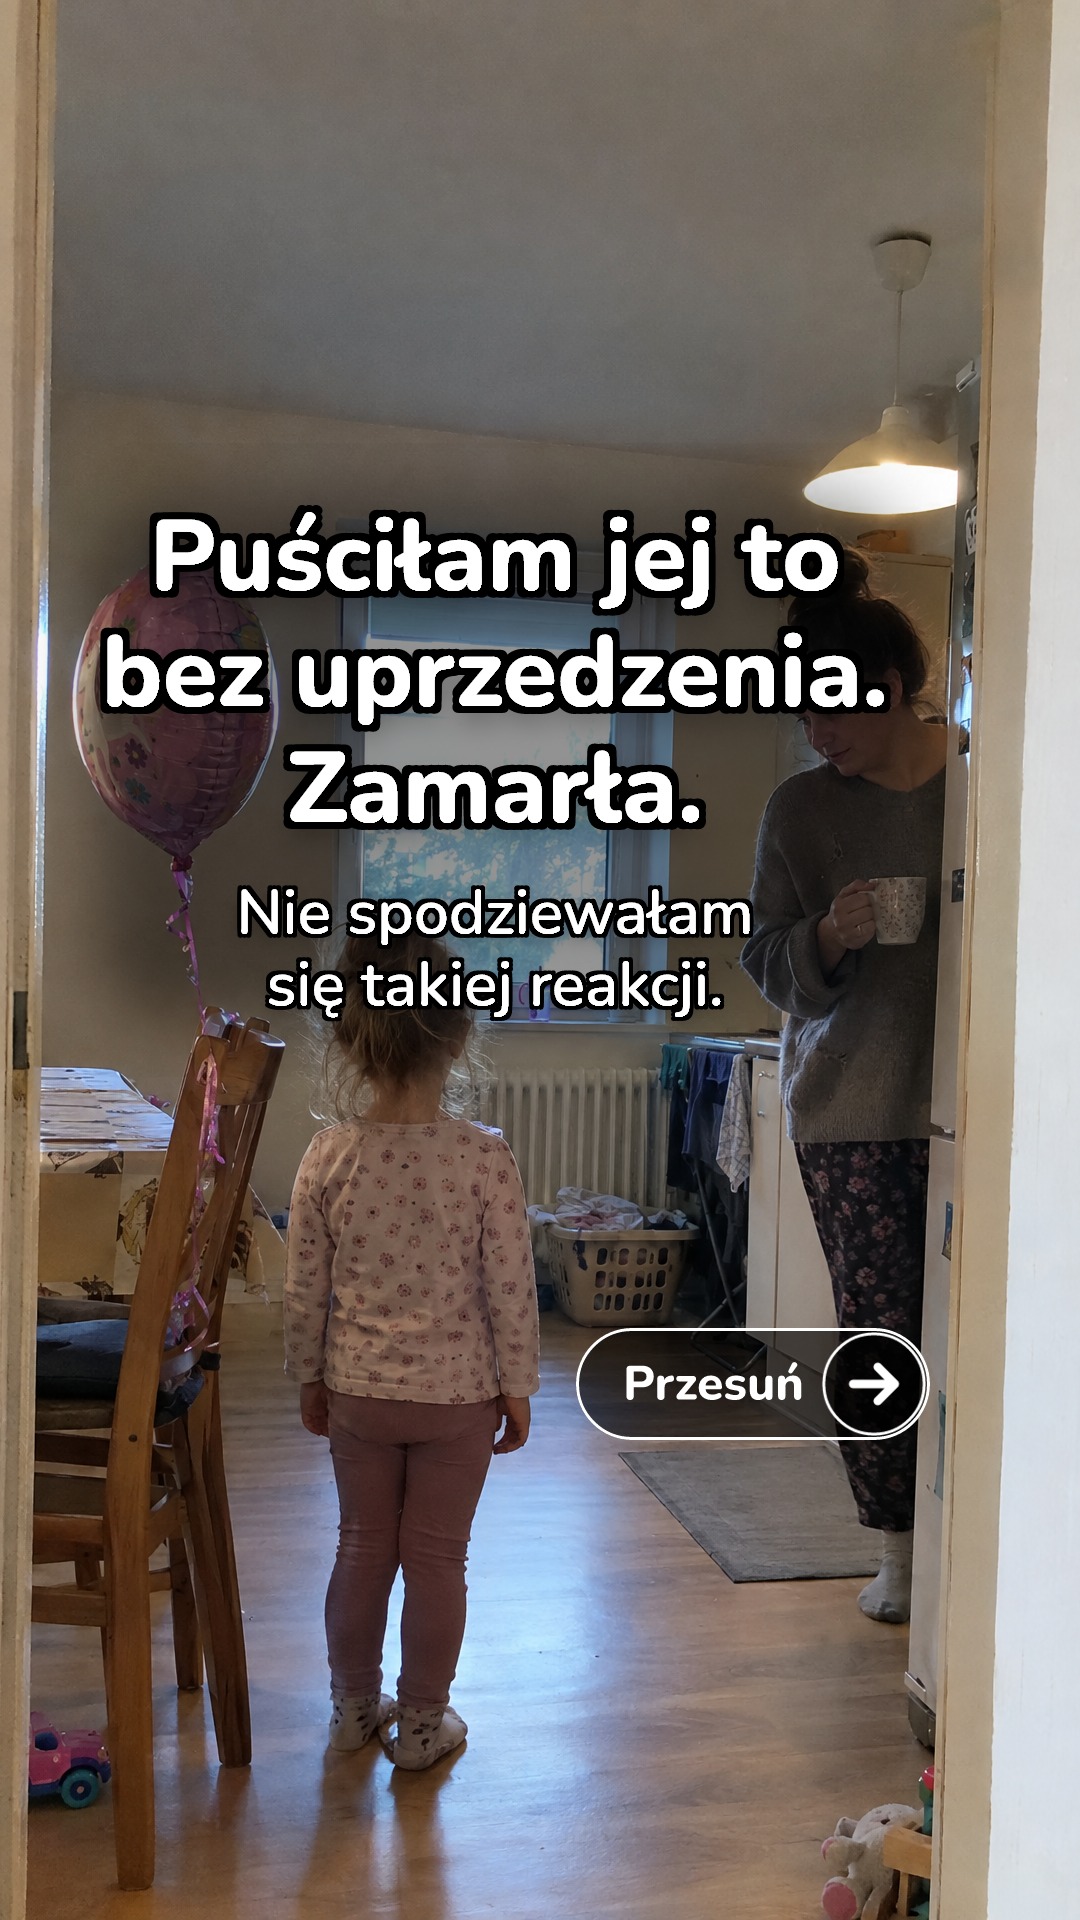 Puściłam jej to
bez uprzedzenia.
Zamarła.
Nie spodziewałam
się takiej reakcji.
Przesuń